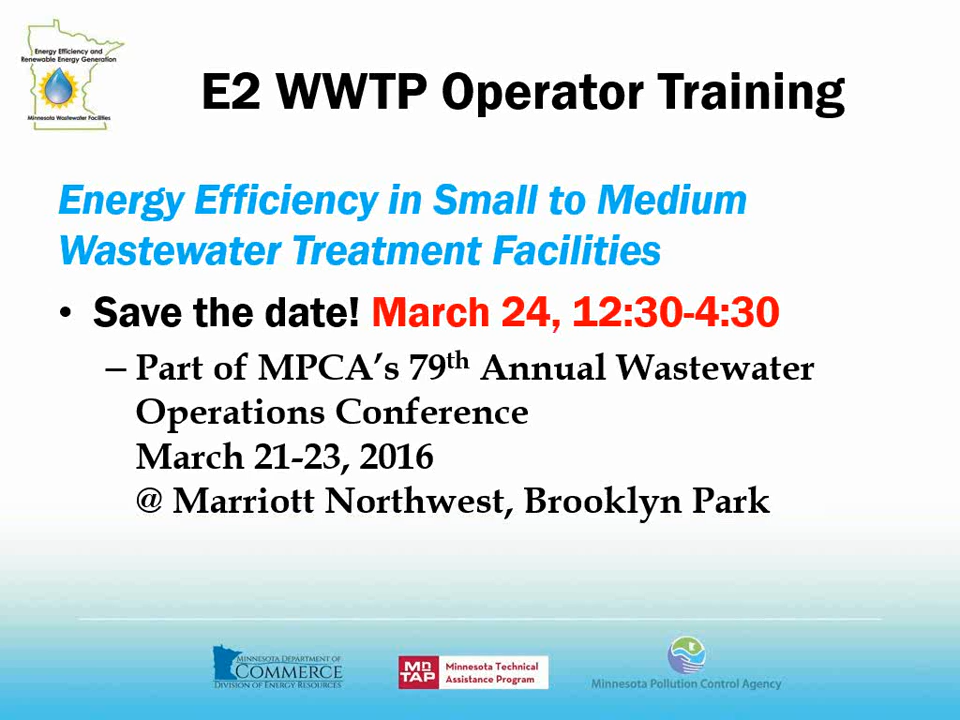 Energy Efficiency and
Renewable Energy Generation
Minnesota Wastewater Facilities
E2 WWTP Operator Training
Energy Efficiency in Small to Medium
Wastewater Treatment Facilities
• Save the date! March 24, 12:30-4:30
– Part of MPCA’s 79th Annual Wastewater
Operations Conference
March 21-23, 2016
@ Marriott Northwest, Brooklyn Park
MINNESOTA DEPARTMENT OF
COMMERCE
DIVISION OF ENERGY RESOURCES
MN
TAP
Minnesota Technical
Assistance Program
Minnesota Pollution Control Agency